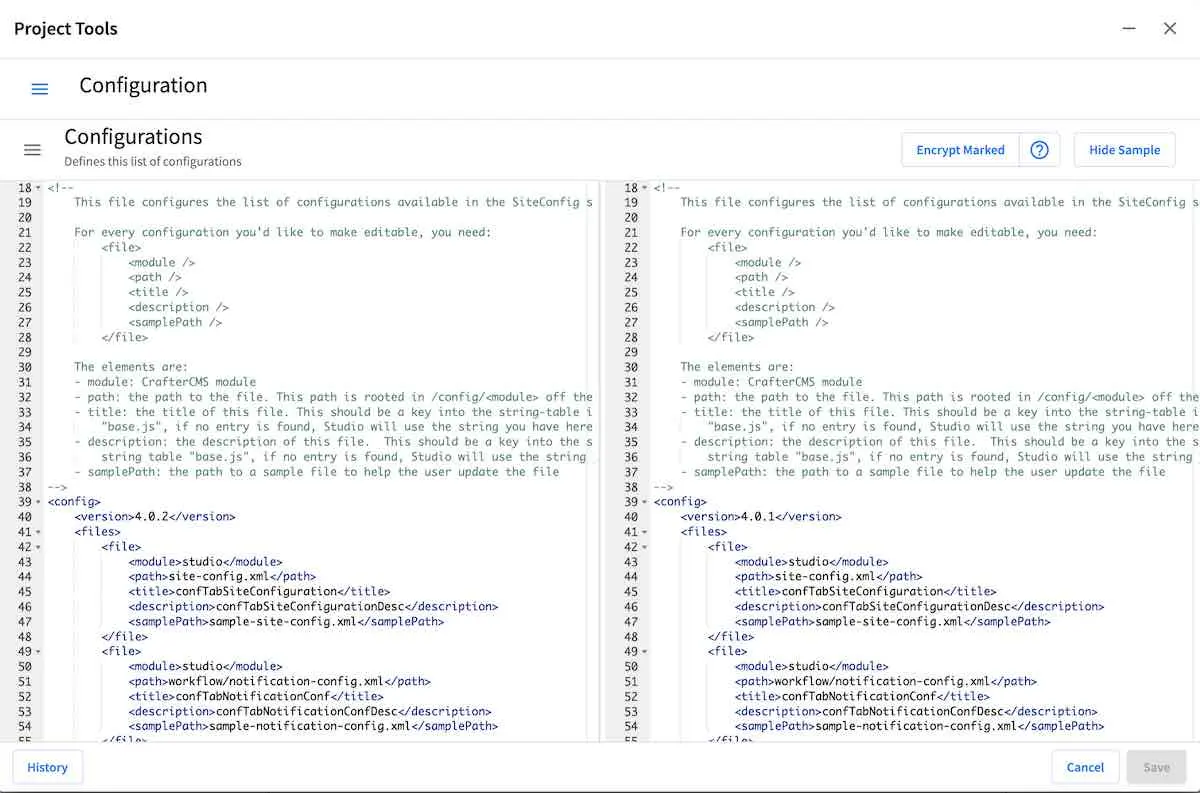 Project Tools
Configuration
Configurations
Defines this list of configurations
Encrypt Marked
Hide Sample
18 <!--
19 This file configures the list of configurations available in the SiteConfig s
20
21 For every configuration you'd like to make editable, you need:
22 <file>
23 <module />
24 <path />
25 <title />
26 <description />
27 <samplePath />
28 </file>
29
30 The elements are:
31 - module: CrafterCMS module
32 - path: the path to the file. This path is rooted in /config/<module> off the
33 - title: the title of this file. This should be a key into the string-table i
34 "base.js", if no entry is found, Studio will use the string you have here
35 - description: the description of this file.  This should be a key into the s
36 string table "base.js", if no entry is found, Studio will use the string
37 - samplePath: the path to a sample file to help the user update the file
38 -->
39 <config>
40 <version>4.0.2</version>
41 <files>
42 <file>
43 <module>studio</module>
44 <path>site-config.xml</path>
45 <title>confTabSiteConfiguration</title>
46 <description>confTabSiteConfigurationDesc</description>
47 <samplePath>sample-site-config.xml</samplePath>
48 </file>
49 <file>
50 <module>studio</module>
51 <path>workflow/notification-config.xml</path>
52 <title>confTabNotificationConf</title>
53 <description>confTabNotificationConfDesc</description>
54 <samplePath>sample-notification-config.xml</samplePath>
55 </file>
18 <!--
19 This file configures the list of configurations available in the SiteConfig s
20
21 For every configuration you'd like to make editable, you need:
22 <file>
23 <module />
24 <path />
25 <title />
26 <description />
27 <samplePath />
28 </file>
29
30 The elements are:
31 - module: CrafterCMS module
32 - path: the path to the file. This path is rooted in /config/<module> off the
33 - title: the title of this file. This should be a key into the string-table i
34 "base.js", if no entry is found, Studio will use the string you have here
35 - description: the description of this file.  This should be a key into the s
36 string table "base.js", if no entry is found, Studio will use the string
37 - samplePath: the path to a sample file to help the user update the file
38 -->
39 <config>
40 <version>4.0.1</version>
41 <files>
42 <file>
43 <module>studio</module>
44 <path>site-config.xml</path>
45 <title>confTabSiteConfiguration</title>
46 <description>confTabSiteConfigurationDesc</description>
47 <samplePath>sample-site-config.xml</samplePath>
48 </file>
49 <file>
50 <module>studio</module>
51 <path>workflow/notification-config.xml</path>
52 <title>confTabNotificationConf</title>
53 <description>confTabNotificationConfDesc</description>
54 <samplePath>sample-notification-config.xml</samplePath>
55 </file>
History
Cancel
Save